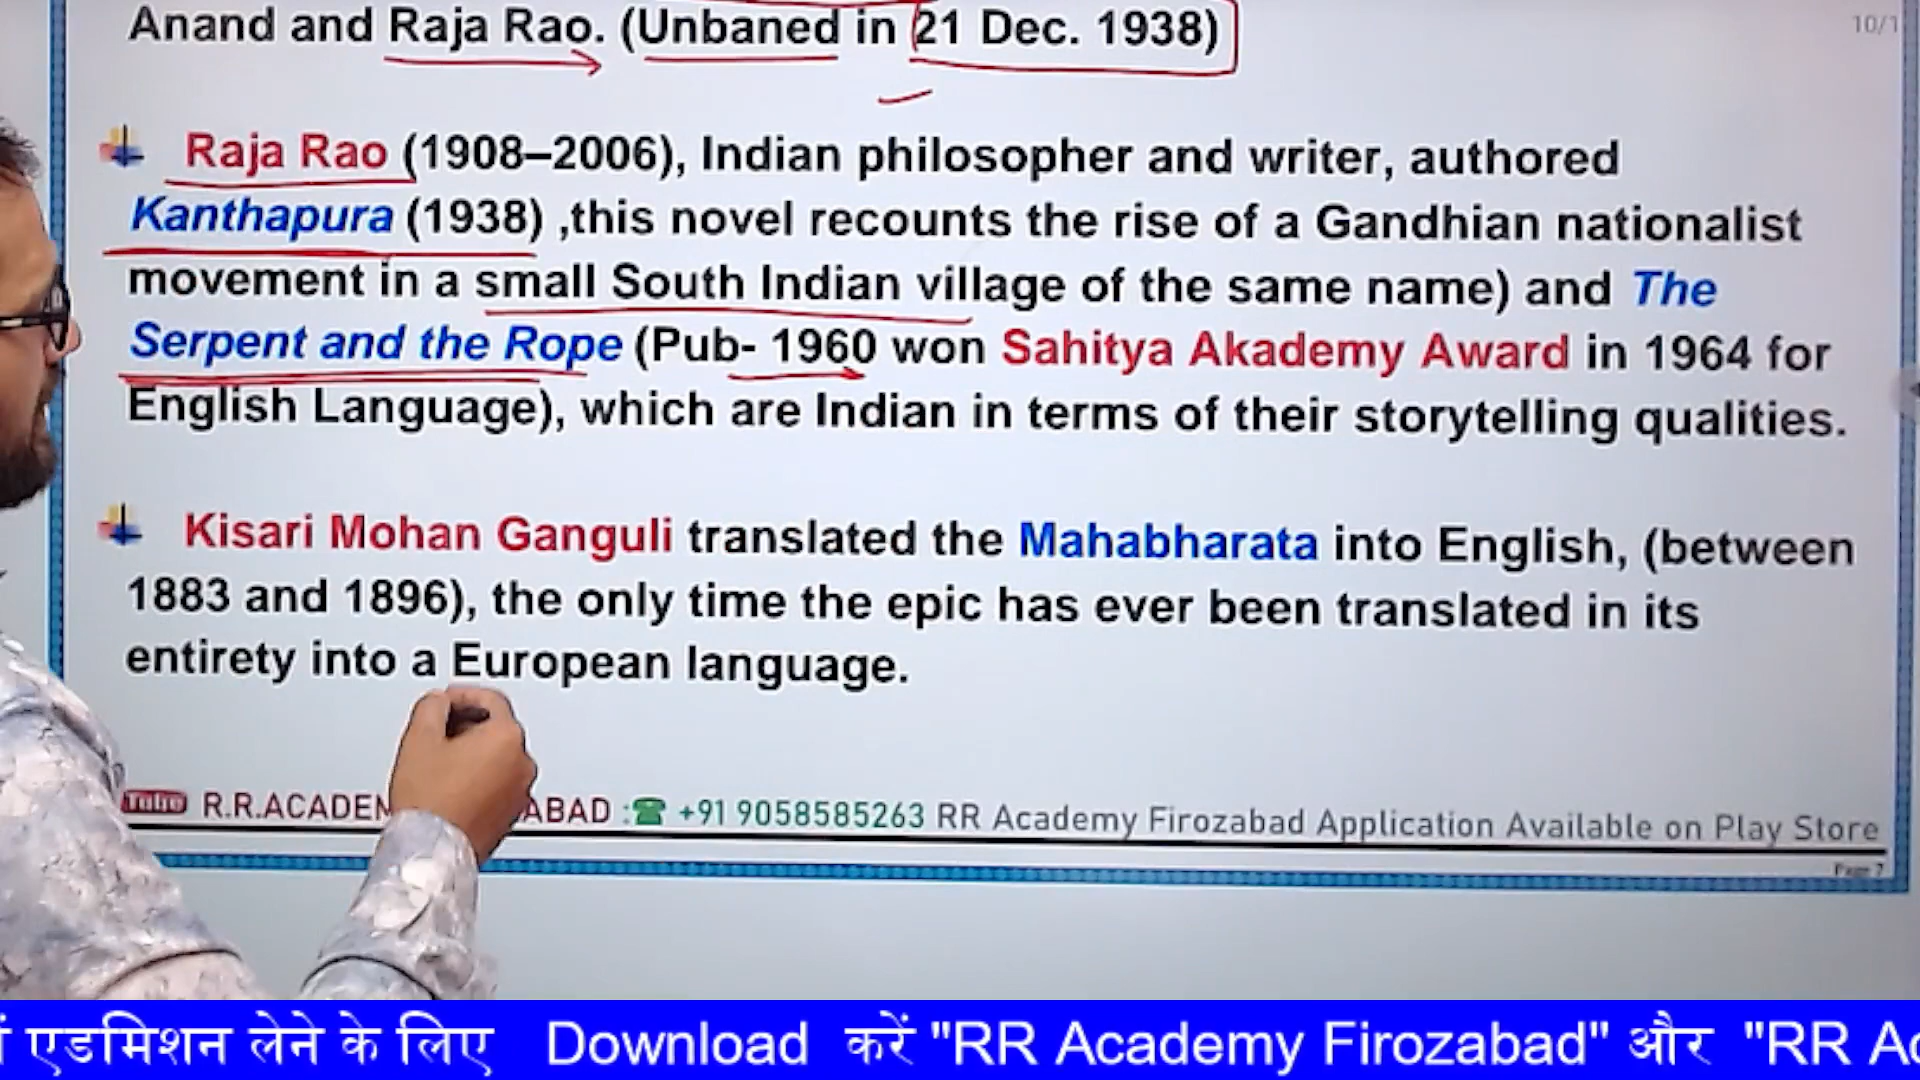 Anand and Raja Rao. (Unbaned in 21 Dec. 1938)
10/1
Raja Rao (1908–2006), Indian philosopher and writer, authored
Kanthapura (1938) ,this novel recounts the rise of a Gandhian nationalist
movement in a small South Indian village of the same name) and The
Serpent and the Rope (Pub- 1960 won Sahitya Akademy Award in 1964 for
English Language), which are Indian in terms of their storytelling qualities.
Kisari Mohan Ganguli translated the Mahabharata into English, (between
1883 and 1896), the only time the epic has ever been translated in its
entirety into a European language.
Tube R.R.ACADEM ABAD : +91 9058585263 RR Academy Firozabad Application Available on Play Store
Page 7
एडमिशन लेने के लिए Download करें "RR Academy Firozabad" और "RR Ac